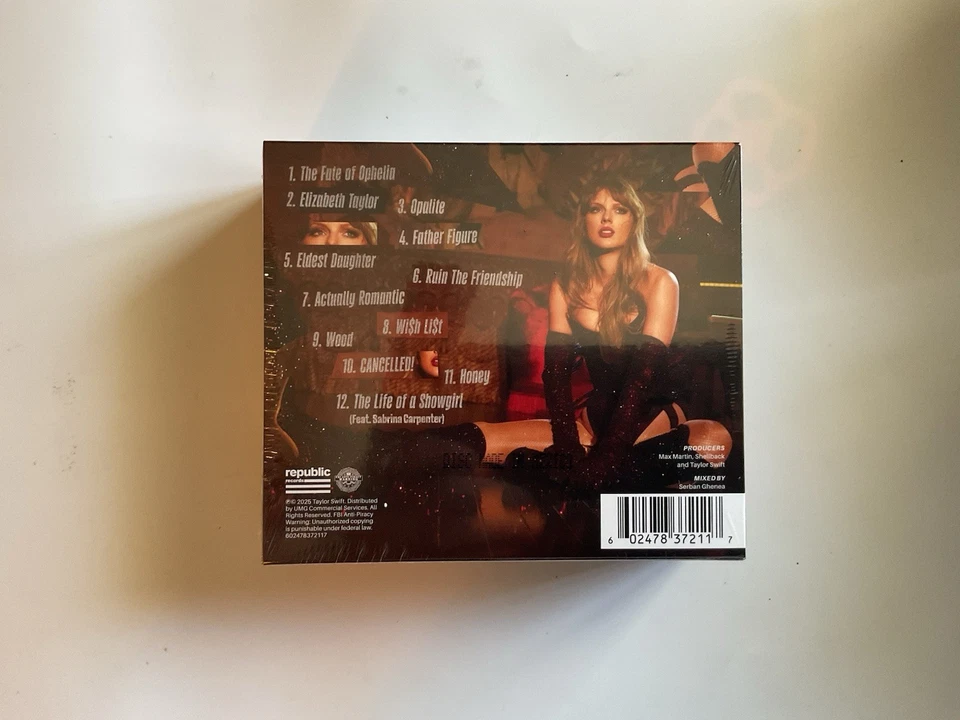 1. The Fate of Ophelia
2. Elizabeth Taylor
3. Opalite
4. Father Figure
5. Eldest Daughter
6. Ruin The Friendship
7. Actually Romantic
8. Wi$h Li$t
9. Wood
10. CANCELLED!
11. Honey
12. The Life of a Showgirl
(Feat. Sabrina Carpenter)
republic
records
PRODUCERS
Max Martin, Shellback
and Taylor Swift
MIXED BY
Serban Ghenea
℗© 2025 Taylor Swift. Distributed
by UMG Commercial Services. All
Rights Reserved. FBI Anti-Piracy
Warning: Unauthorized copying
is punishable under federal law.
602478372117
6 02478 37211 7